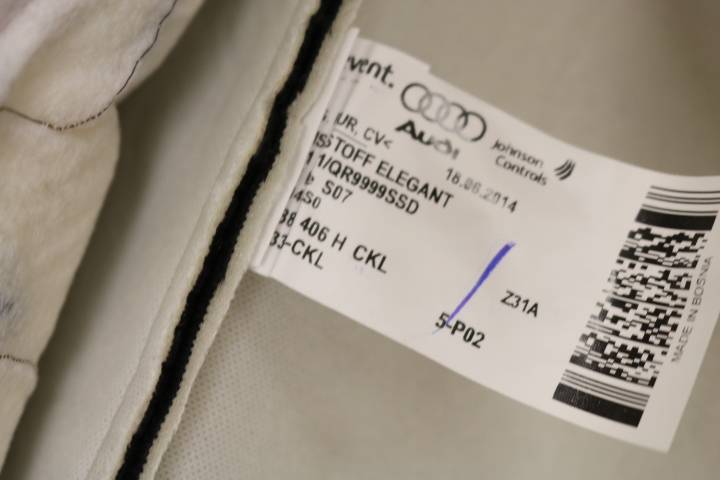 vent.
Audi
Johnson
Controls
UR, CV<
STOFF ELEGANT
18.06.2014
1/QR9999SSD
S07
4S0
406 H CKL
33-CKL
Z31A
5-P02
MADE IN BOSNIA